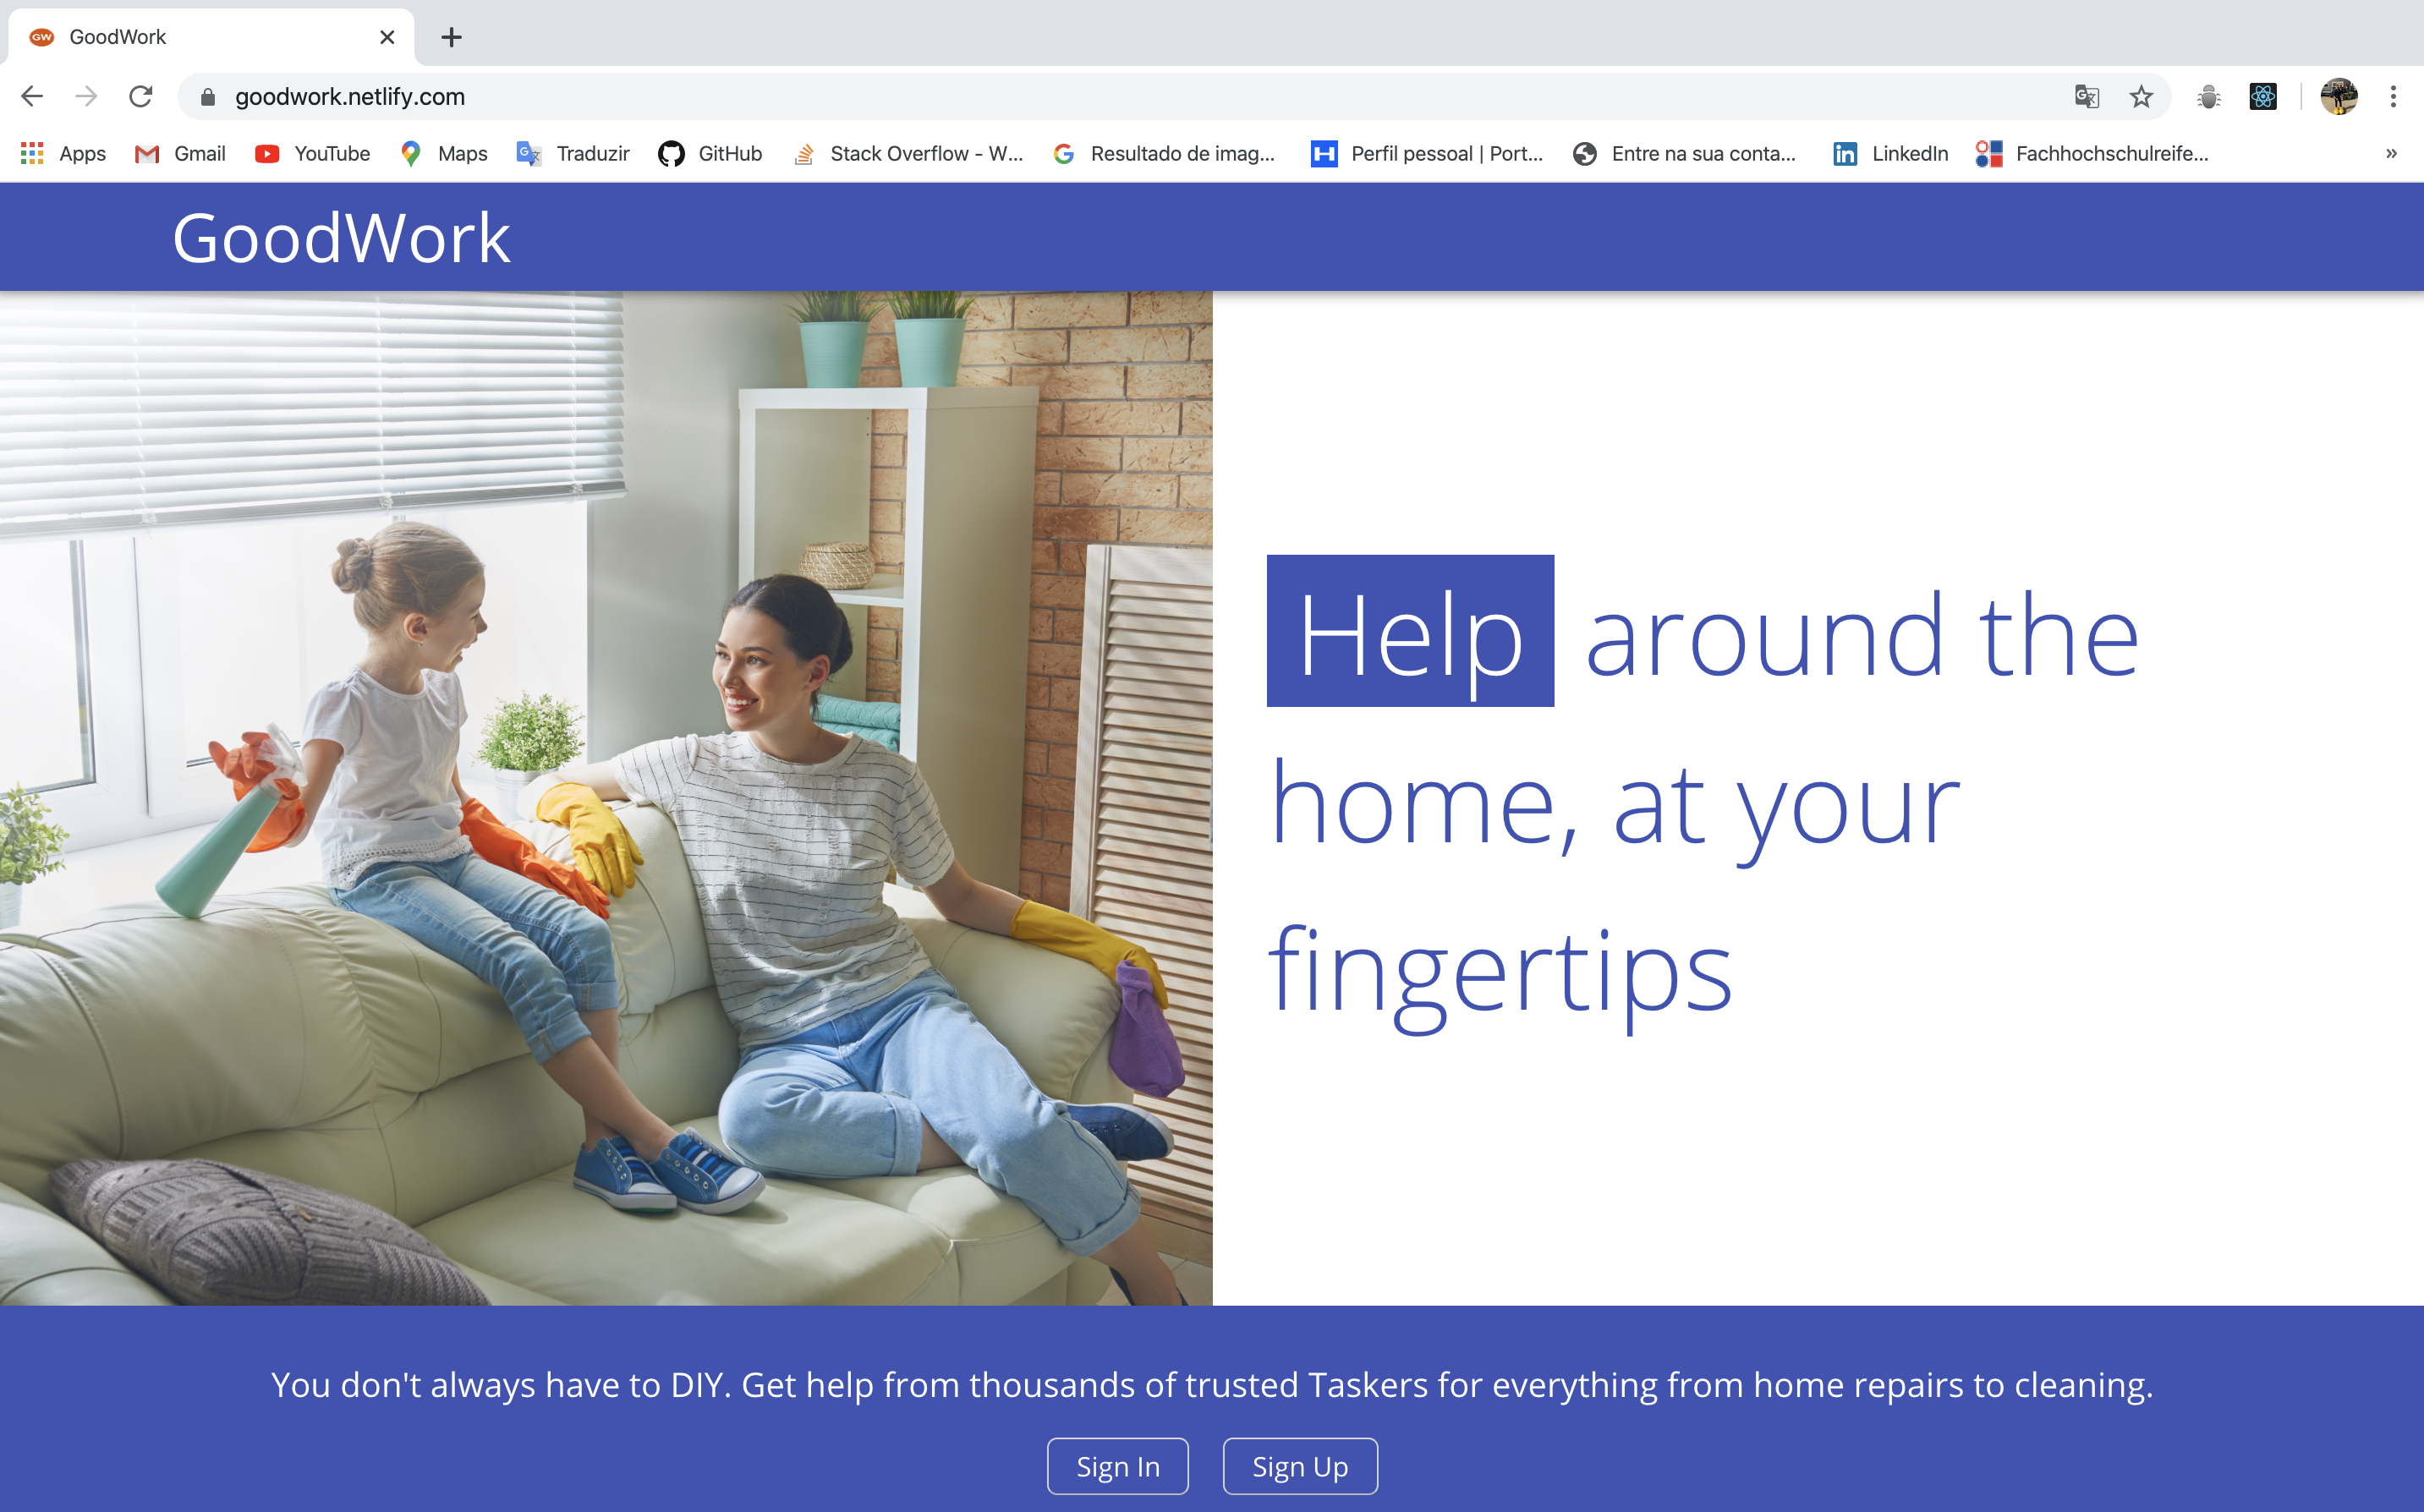 GW GoodWork
goodwork.netlify.com
Apps Gmail YouTube Maps Traduzir GitHub Stack Overflow - W... Resultado de imag... Perfil pessoal | Port... Entre na sua conta... LinkedIn Fachhochschulreife... »
GoodWork
Help around the
home, at your
fingertips
You don't always have to DIY. Get help from thousands of trusted Taskers for everything from home repairs to cleaning.
Sign In Sign Up